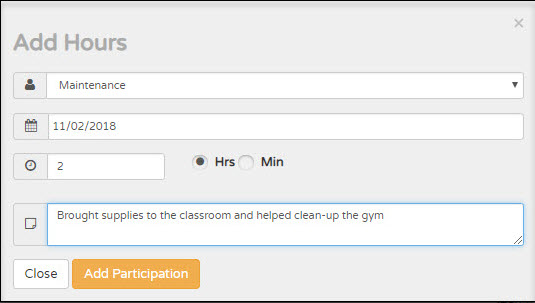 ×
Add Hours
Maintenance
11/02/2018
2 Hrs Min
Brought supplies to the classroom and helped clean-up the gym
Close Add Participation